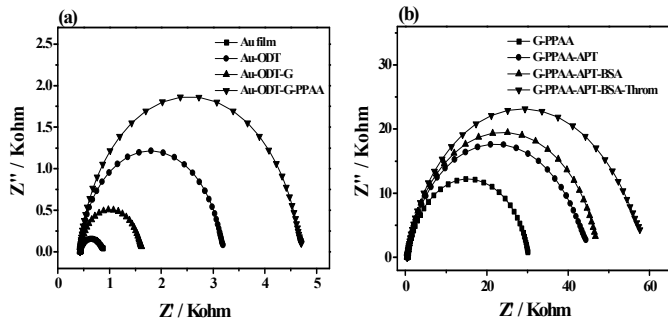 (a)
2.5
2.0
1.5
1.0
0.5
0.0
Z'' / Kohm
0 1 2 3 4 5
Z' / Kohm
Au film
Au-ODT
Au-ODT-G
Au-ODT-G-PPAA
(b)
30
20
10
0
Z'' / Kohm
0 20 40 60
Z' / Kohm
G-PPAA
G-PPAA-APT
G-PPAA-APT-BSA
G-PPAA-APT-BSA-Throm